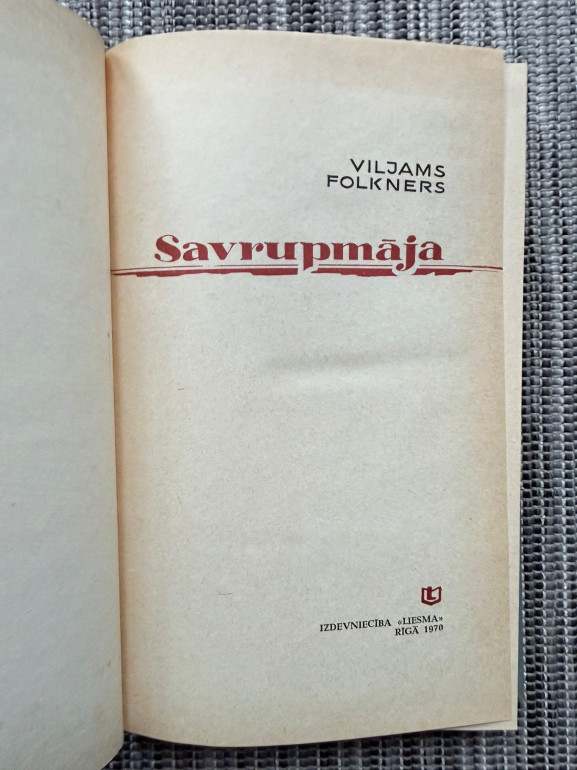 VILJAMS
FOLKNERS
Savrupmāja
IZDEVNIECĪBA «LIESMA»
RĪGĀ 1970